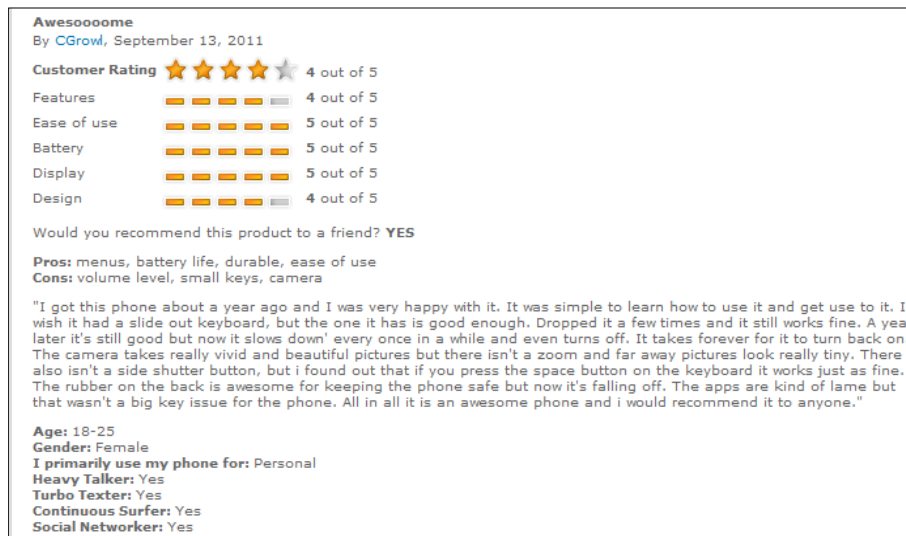 Awesoooome
By CGrowl, September 13, 2011
Customer Rating 4 out of 5
Features 4 out of 5
Ease of use 5 out of 5
Battery 5 out of 5
Display 5 out of 5
Design 4 out of 5
Would you recommend this product to a friend? YES
Pros: menus, battery life, durable, ease of use
Cons: volume level, small keys, camera
"I got this phone about a year ago and I was very happy with it. It was simple to learn how to use it and get use to it. I
wish it had a slide out keyboard, but the one it has is good enough. Dropped it a few times and it still works fine. A yea
later it's still good but now it slows down' every once in a while and even turns off. It takes forever for it to turn back on
The camera takes really vivid and beautiful pictures but there isn't a zoom and far away pictures look really tiny. There
also isn't a side shutter button, but i found out that if you press the space button on the keyboard it works just as fine.
The rubber on the back is awesome for keeping the phone safe but now it's falling off. The apps are kind of lame but
that wasn't a big key issue for the phone. All in all it is an awesome phone and i would recommend it to anyone."
Age: 18-25
Gender: Female
I primarily use my phone for: Personal
Heavy Talker: Yes
Turbo Texter: Yes
Continuous Surfer: Yes
Social Networker: Yes